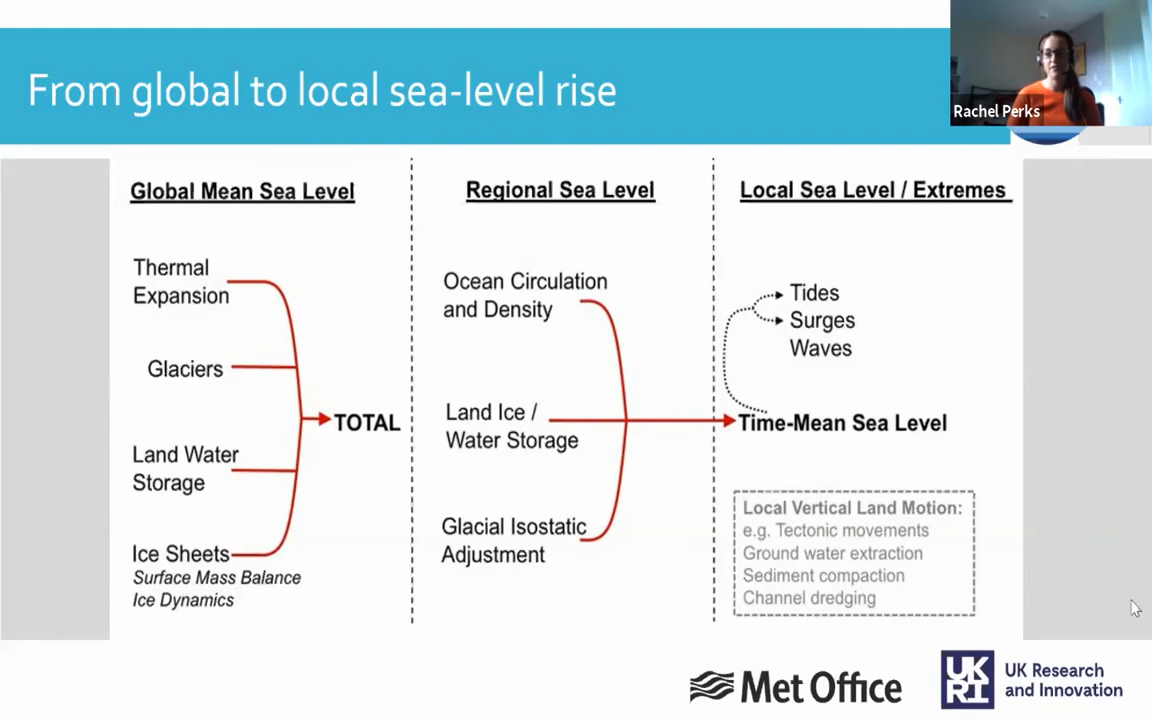 From global to local sea-level rise
Rachel Perks
Global Mean Sea Level
Thermal
Expansion
Glaciers
Land Water
Storage
Ice Sheets
Surface Mass Balance
Ice Dynamics
TOTAL
Regional Sea Level
Ocean Circulation
and Density
Land Ice /
Water Storage
Glacial Isostatic
Adjustment
Local Sea Level / Extremes
Tides
Surges
Waves
Time-Mean Sea Level
Local Vertical Land Motion:
e.g. Tectonic movements
Ground water extraction
Sediment compaction
Channel dredging
Met Office
UK
RI
UK Research
and Innovation